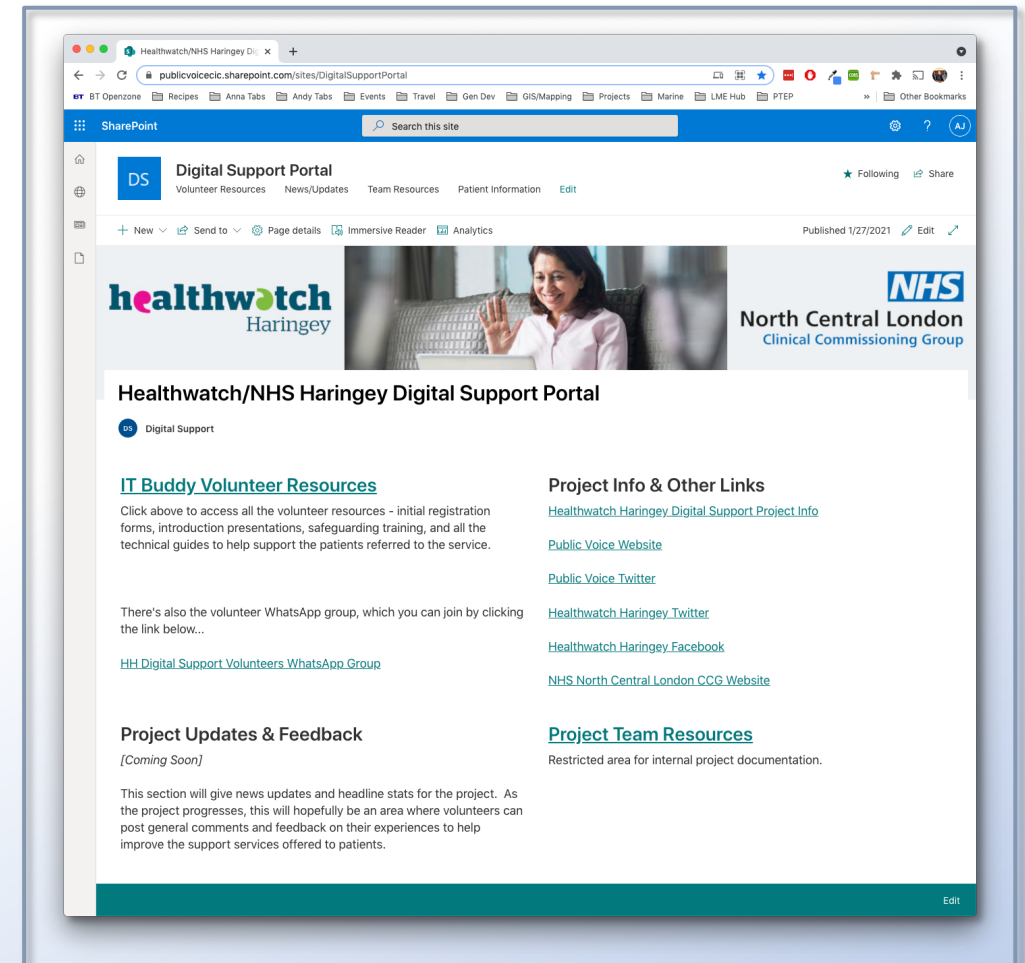 Healthwatch/NHS Haringey Dig
publicvoicecic.sharepoint.com/sites/DigitalSupportPortal
BT BT Openzone Recipes Anna Tabs Andy Tabs Events Travel Gen Dev GIS/Mapping Projects Marine LME Hub PTEP » Other Bookmarks
SharePoint Search this site ? AJ
DS Digital Support Portal
Volunteer Resources News/Updates Team Resources Patient Information Edit
Following Share
New Send to Page details Immersive Reader Analytics Published 1/27/2021 Edit
healthwatch
Haringey
NHS
North Central London
Clinical Commissioning Group
Healthwatch/NHS Haringey Digital Support Portal
DS Digital Support
IT Buddy Volunteer Resources
Click above to access all the volunteer resources - initial registration
forms, introduction presentations, safeguarding training, and all the
technical guides to help support the patients referred to the service.
There's also the volunteer WhatsApp group, which you can join by clicking
the link below...
HH Digital Support Volunteers WhatsApp Group
Project Info & Other Links
Healthwatch Haringey Digital Support Project Info
Public Voice Website
Public Voice Twitter
Healthwatch Haringey Twitter
Healthwatch Haringey Facebook
NHS North Central London CCG Website
Project Updates & Feedback
[Coming Soon]
This section will give news updates and headline stats for the project. As
the project progresses, this will hopefully be an area where volunteers can
post general comments and feedback on their experiences to help
improve the support services offered to patients.
Project Team Resources
Restricted area for internal project documentation.
Edit